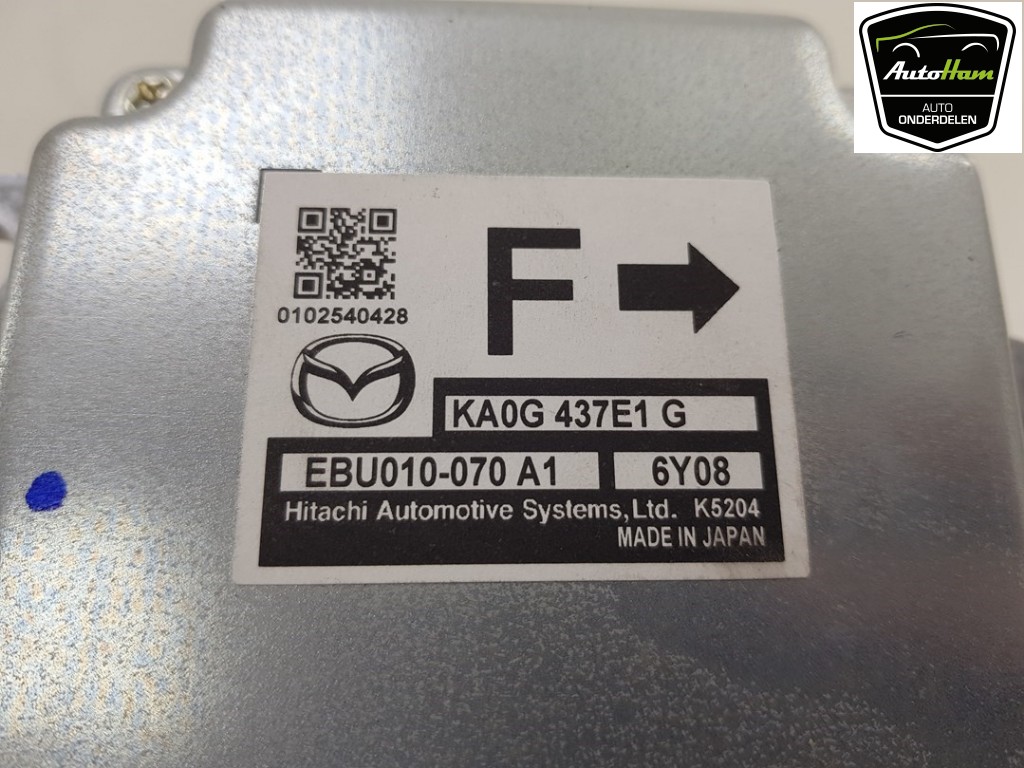 AutoHam
AUTO
ONDERDELEN
F
0102540428
KA0G 437E1 G
EBU010-070 A1 6Y08
Hitachi Automotive Systems,Ltd. K5204
MADE IN JAPAN